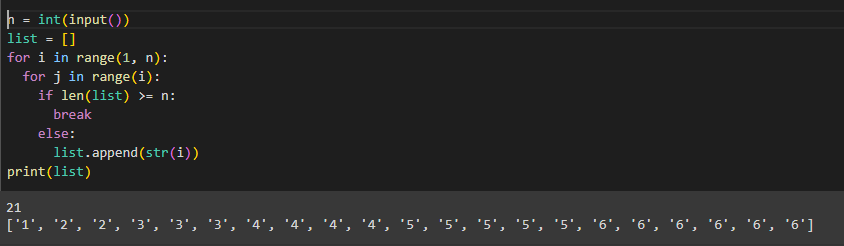 n = int(input())
list = []
for i in range(1, n):
  for j in range(i):
    if len(list) >= n:
      break
    else:
      list.append(str(i))
print(list)
21
['1', '2', '2', '3', '3', '3', '4', '4', '4', '4', '5', '5', '5', '5', '5', '6', '6', '6', '6', '6', '6']